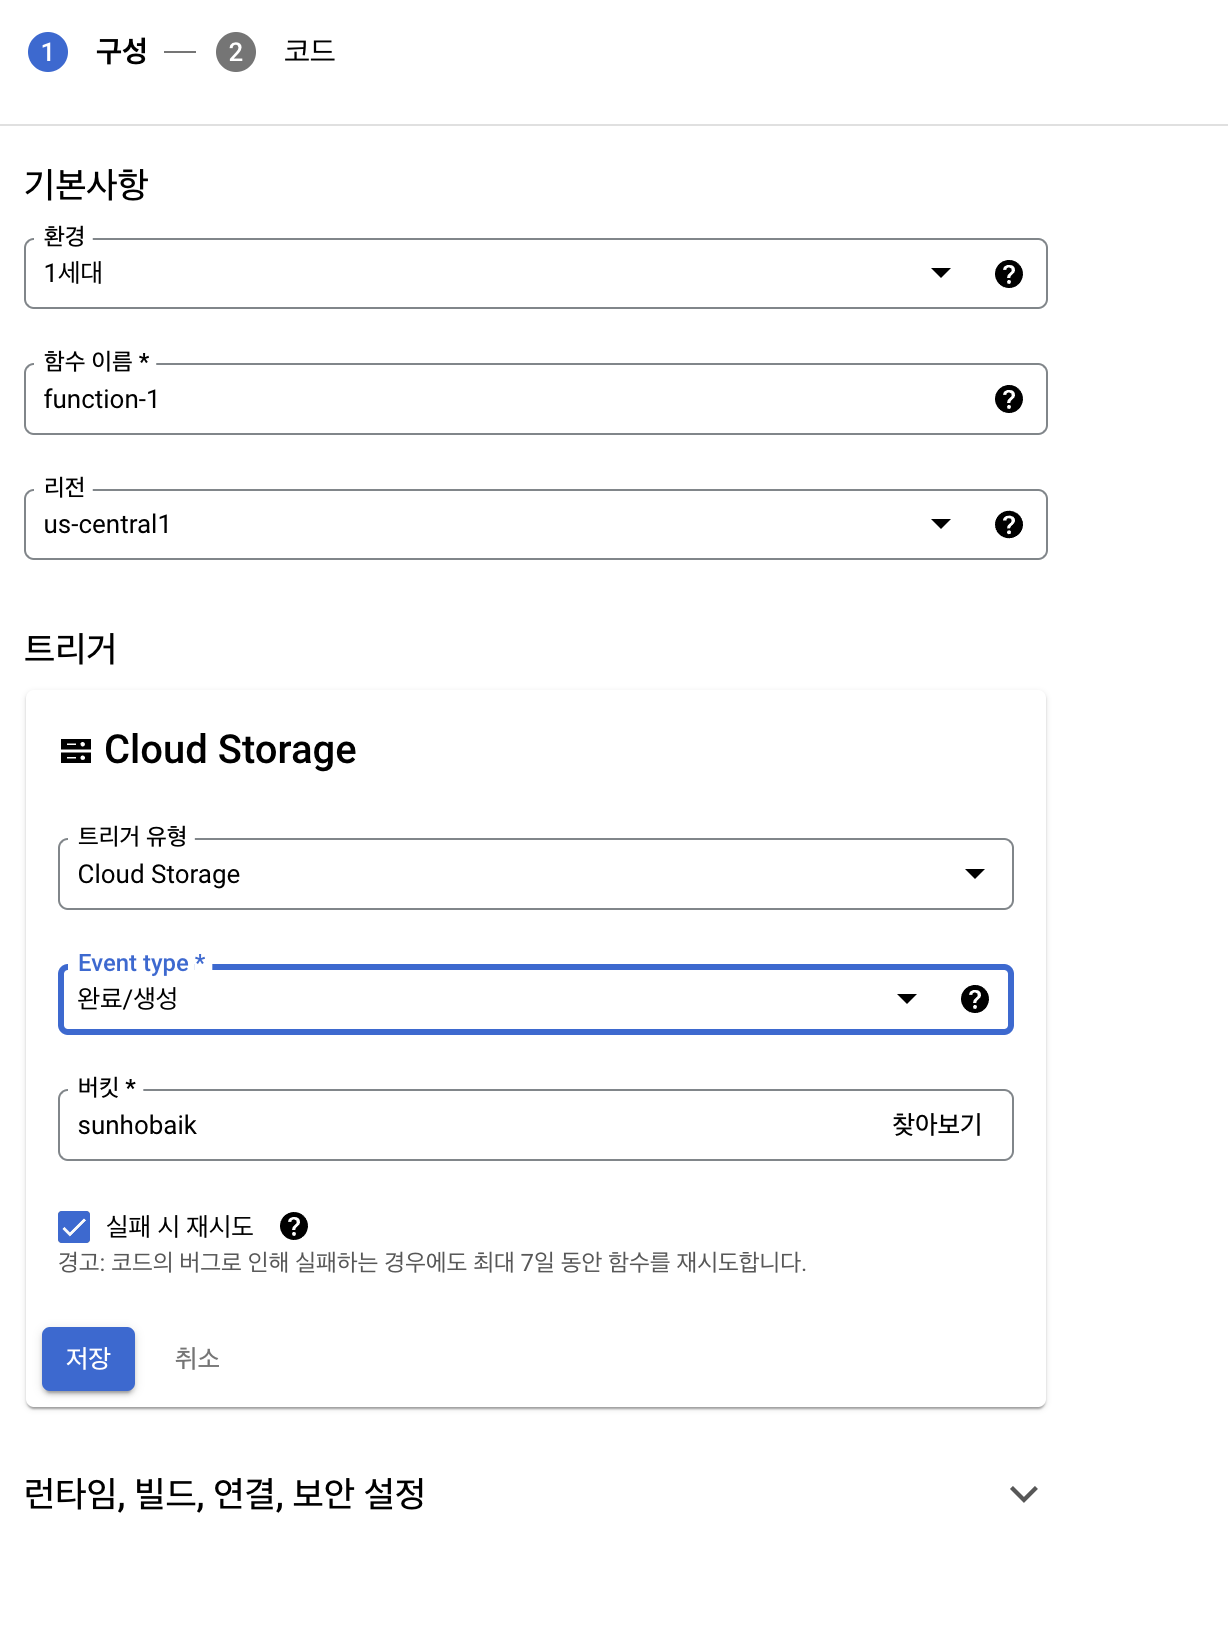 1 구성 — 2 코드
기본사항
환경
1세대
함수 이름 *
function-1
리전
us-central1
트리거
Cloud Storage
트리거 유형
Cloud Storage
Event type *
완료/생성
버킷 *
sunhobaik 찾아보기
실패 시 재시도
경고: 코드의 버그로 인해 실패하는 경우에도 최대 7일 동안 함수를 재시도합니다.
저장 취소
런타임, 빌드, 연결, 보안 설정